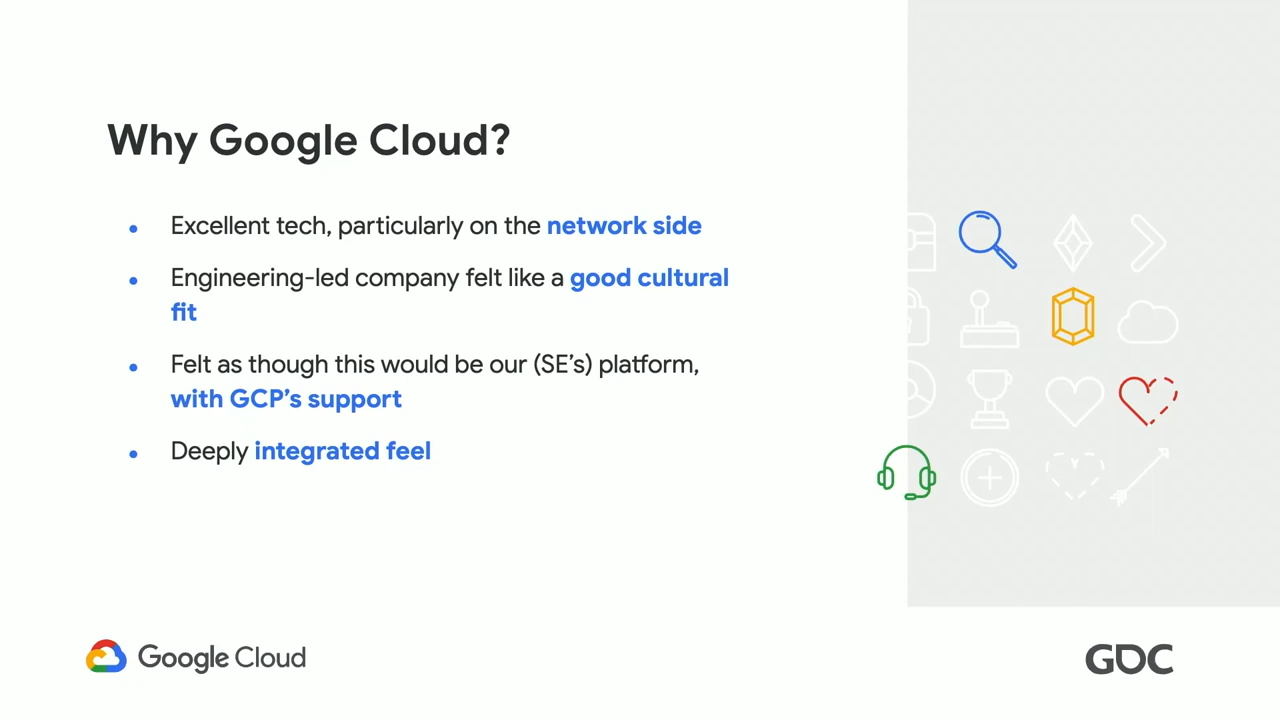 Why Google Cloud?
• Excellent tech, particularly on the network side
• Engineering-led company felt like a good cultural
fit
• Felt as though this would be our (SE’s) platform,
with GCP’s support
• Deeply integrated feel
Google Cloud
GDC